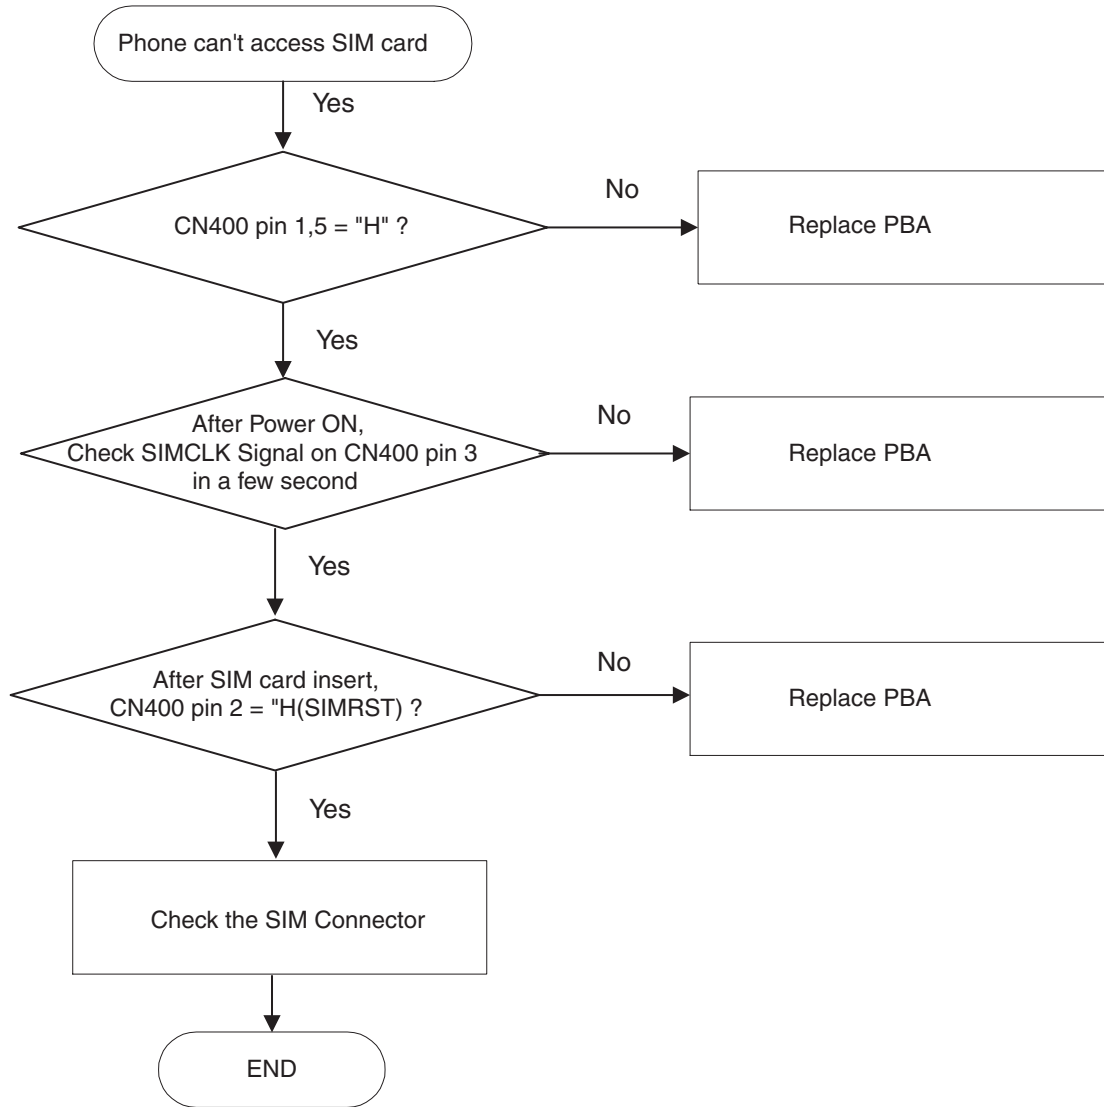 Phone can't access SIM card
Yes
CN400 pin 1,5 = "H" ?
No
Replace PBA
Yes
After Power ON,
Check SIMCLK Signal on CN400 pin 3
in a few second
No
Replace PBA
Yes
After SIM card insert,
CN400 pin 2 = "H(SIMRST) ?
No
Replace PBA
Yes
Check the SIM Connector
END